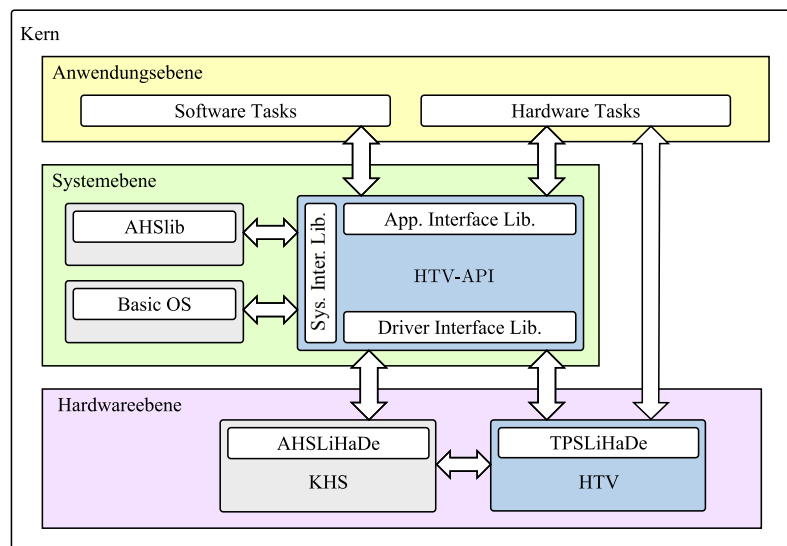 Kern
Anwendungsebene
Software Tasks
Hardware Tasks
Systemebene
AHSlib
Basic OS
Sys. Inter. Lib.
App. Interface Lib.
HTV-API
Driver Interface Lib.
Hardwareebene
AHSLiHaDe
KHS
TPSLiHaDe
HTV